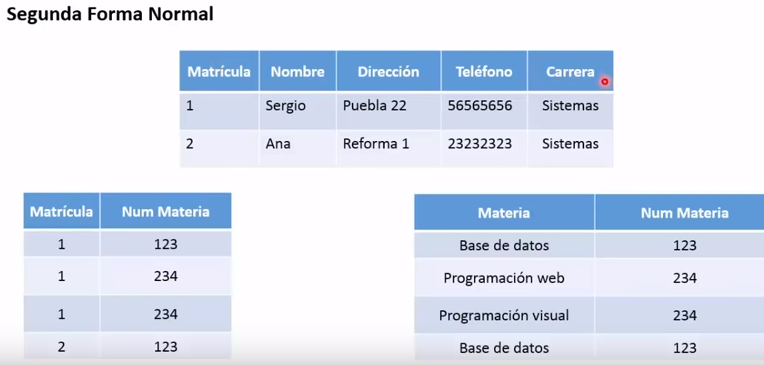 Segunda Forma Normal
Matrícula Nombre Dirección Teléfono Carrera
1 Sergio Puebla 22 56565656 Sistemas
2 Ana Reforma 1 23232323 Sistemas
Matrícula Num Materia
1 123
1 234
1 234
2 123
Materia Num Materia
Base de datos 123
Programación web 234
Programación visual 234
Base de datos 123